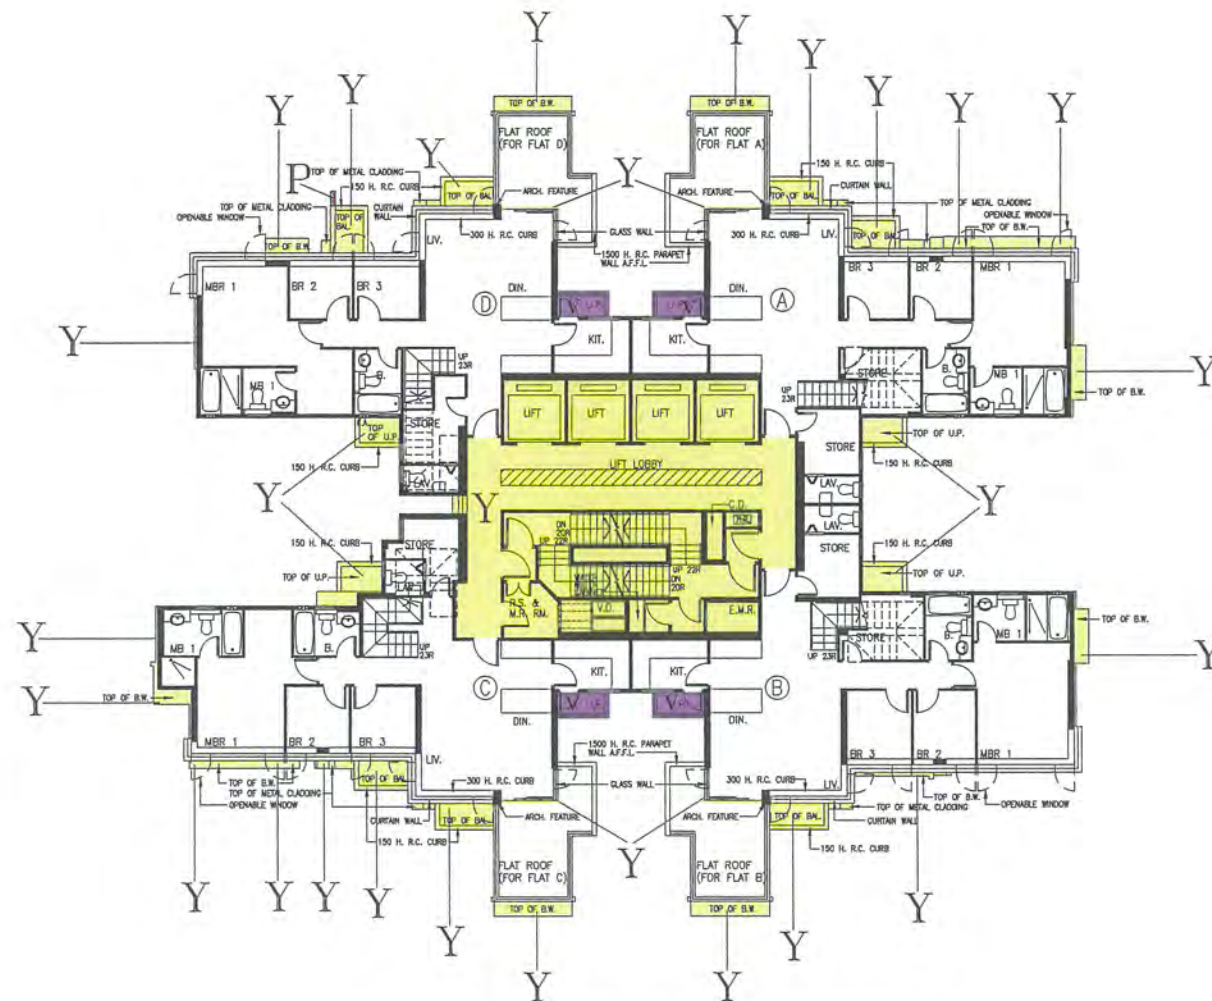 Y
Y
Y
Y
Y
Y
Y
TOP OF B.W.
TOP OF B.W.
Y
FLAT ROOF
(FOR FLAT D)
FLAT ROOF
(FOR FLAT A)
150 H. R.C. CURB
Y
P
TOP OF METAL CLADDING
150 H. R.C. CURB
Y
TOP OF BAL.
ARCH. FEATURE
ARCH. FEATURE
TOP OF BAL.
CURTAIN WALL
TOP OF METAL CLADDING
OPENABLE WINDOW
TOP OF METAL CLADDING
OPENABLE WINDOW
TOP OF BAL.
CURTAIN
WALL
TOP OF B.W.
LIV.
300 H. R.C. CURB
GLASS WALL
300 H. R.C. CURB
LIV.
TOP OF BAL.
TOP OF B.W.
1500 H. R.C. PARAPET
WALL A.F.F.L.
MBR 1
BR 2
BR 3
DIN.
DIN.
BR 3
BR 2
MBR 1
D
V
V
A
KIT.
KIT.
Y
Y
B.
UP
23R
STORE
B.
MB 1
MB 1
UP
23R
TOP OF B.W.
LIFT
LIFT
LIFT
LIFT
TOP
OF U.P.
STORE
STORE
TOP OF U.P.
150 H. R.C. CURB
LIFT LOBBY
150 H. R.C. CURB
LAV.
LAV.
Y
Y
Y
C.D.
LAV.
DN
20R
UP 22R
150 H. R.C. CURB
STORE
STORE
150 H. R.C. CURB
TOP OF U.P.
UP 22R
DN
20R
TOP OF U.P.
LAV.
R.S. &
M.R. RM.
V.D.
E.M.R.
Y
MB 1
B.
UP
23R
KIT.
KIT.
UP
23R
STORE
B.
MB 1
TOP OF B.W.
Y
Y
TOP OF B.W.
C
V
V
B
DIN.
DIN.
MBR 1
BR 2
BR 3
LIV.
1500 H. R.C. PARAPET
WALL A.F.F.L.
BR 3
BR 2
MBR 1
TOP OF B.W.
TOP OF METAL CLADDING
OPENABLE WINDOW
TOP OF BAL.
300 H. R.C. CURB
GLASS WALL
300 H. R.C. CURB
LIV.
TOP OF B.W.
OPENABLE WINDOW
TOP OF METAL CLADDING
CURTAIN WALL
TOP OF BAL.
ARCH. FEATURE
ARCH. FEATURE
TOP OF BAL.
CURTAIN WALL
150 H. R.C. CURB
150 H. R.C. CURB
Y
FLAT ROOF
(FOR FLAT C)
FLAT ROOF
(FOR FLAT B)
Y
Y
Y
Y
Y
TOP OF B.W.
TOP OF B.W.
Y
Y
Y
Y